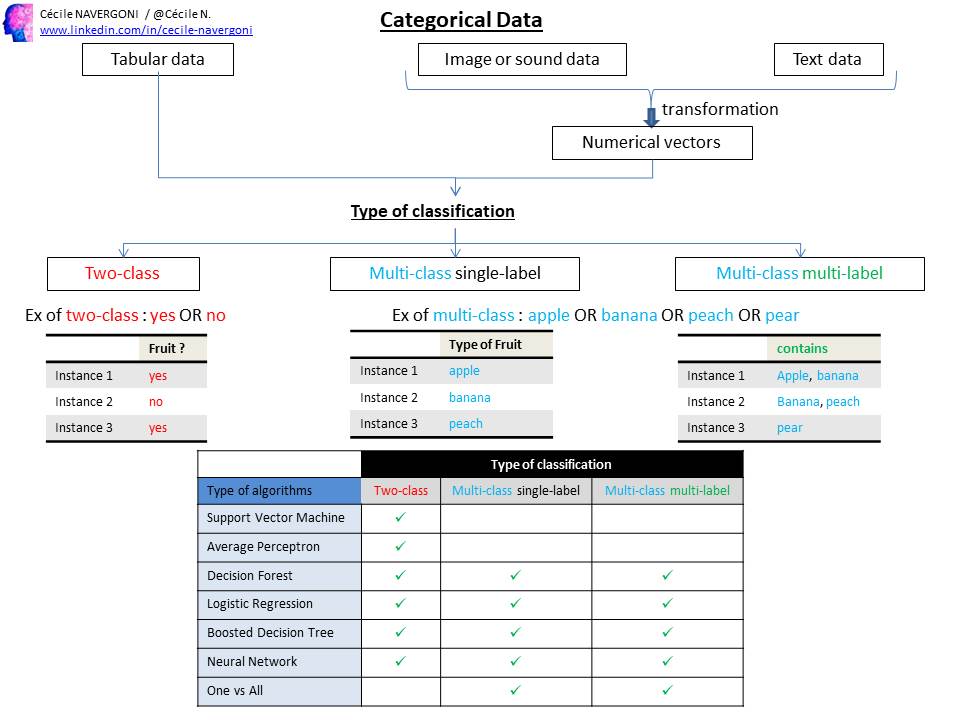 Cécile NAVERGONI / @Cécile N.
www.linkedin.com/in/cecile-navergoni
Categorical Data
Tabular data
Image or sound data
Text data
transformation
Numerical vectors
Type of classification
Two-class
Multi-class single-label
Multi-class multi-label
Ex of two-class : yes OR no
Ex of multi-class : apple OR banana OR peach OR pear
Fruit ?
Instance 1 yes
Instance 2 no
Instance 3 yes
Type of Fruit
Instance 1 apple
Instance 2 banana
Instance 3 peach
contains
Instance 1 Apple, banana
Instance 2 Banana, peach
Instance 3 pear
Type of classification
Type of algorithms Two-class Multi-class single-label Multi-class multi-label
Support Vector Machine ✓
Average Perceptron ✓
Decision Forest ✓ ✓ ✓
Logistic Regression ✓ ✓ ✓
Boosted Decision Tree ✓ ✓ ✓
Neural Network ✓ ✓ ✓
One vs All ✓ ✓